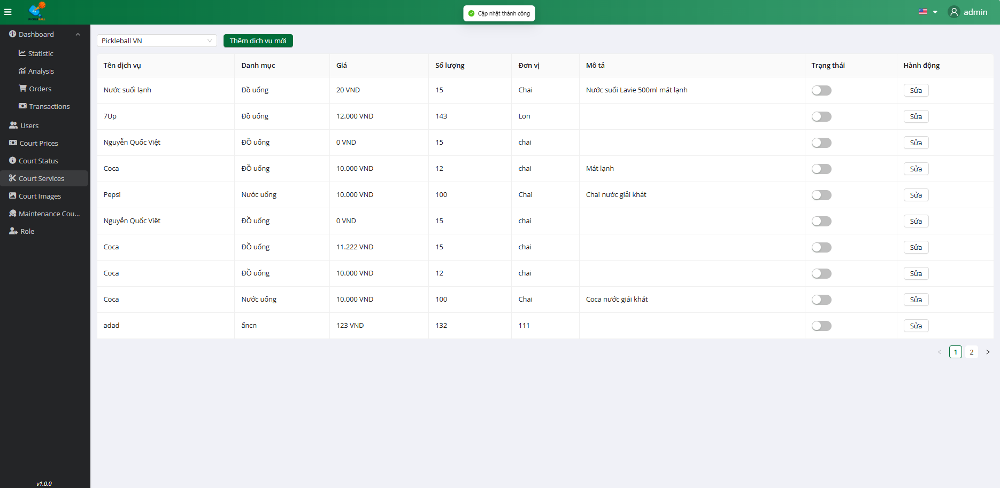 PICKLEBALL
Cập nhật thành công
admin
Dashboard
Statistic
Analysis
Orders
Transactions
Users
Court Prices
Court Status
Court Services
Court Images
Maintenance Cou...
Role
v1.0.0
Pickleball VN
Thêm dịch vụ mới
Tên dịch vụ Danh mục Giá Số lượng Đơn vị Mô tả Trạng thái Hành động
Nước suối lạnh Đồ uống 20 VND 15 Chai Nước suối Lavie 500ml mát lạnh Sửa
7Up Đồ uống 12.000 VND 143 Lon Sửa
Nguyễn Quốc Việt ĐỒ uống 0 VND 15 chai Sửa
Coca ĐỒ uống 10.000 VND 12 chai Mát lạnh Sửa
Pepsi Nước uống 10.000 VND 100 Chai Chai nước giải khát Sửa
Nguyễn Quốc Việt ĐỒ uống 0 VND 15 chai Sửa
Coca ĐỒ uống 11.222 VND 15 chai Sửa
Coca ĐỒ uống 10.000 VND 12 chai Sửa
Coca Nước uống 10.000 VND 100 Chai Coca nước giải khát Sửa
adad ấncn 123 VND 132 111 Sửa
1 2